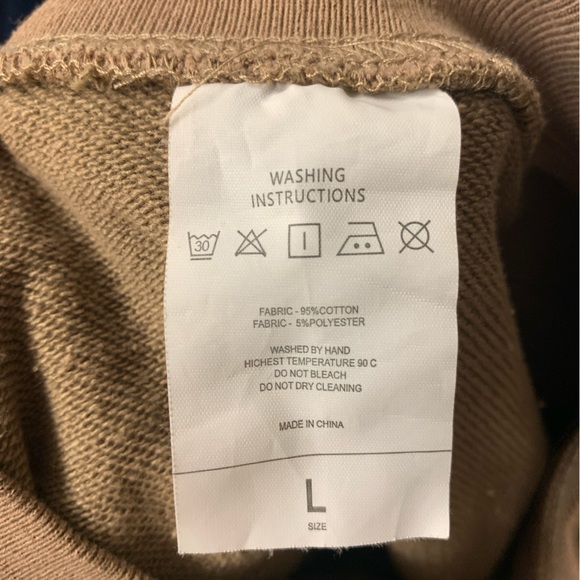 WASHING
INSTRUCTIONS
30
FABRIC - 95%COTTON
FABRIC - 5%POLYESTER
WASHED BY HAND
HICHEST TEMPERATURE 90 C
DO NOT BLEACH
DO NOT DRY CLEANING
MADE IN CHINA
L
SIZE